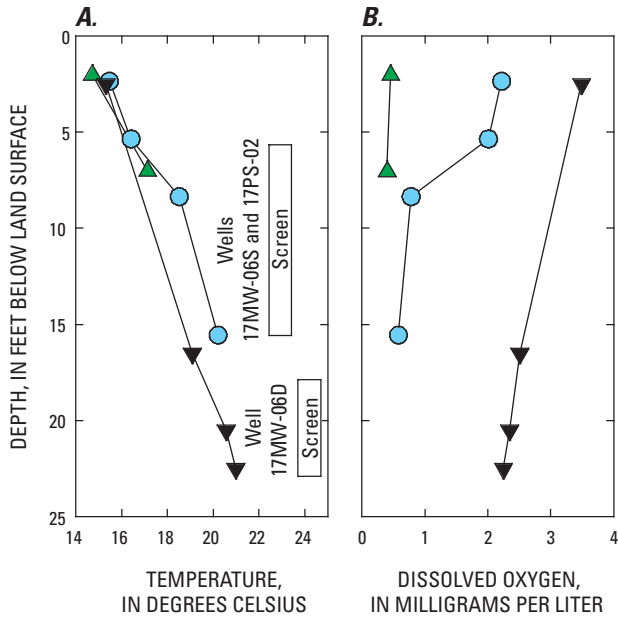 A.
B.
0
5
10
15
20
25
DEPTH, IN FEET BELOW LAND SURFACE
Wells
17MW-06S and 17PS-02
Screen
Well
17MW-06D
Screen
14 16 18 20 22 24
0 1 2 3 4
TEMPERATURE,
IN DEGREES CELSIUS
DISSOLVED OXYGEN,
IN MILLIGRAMS PER LITER